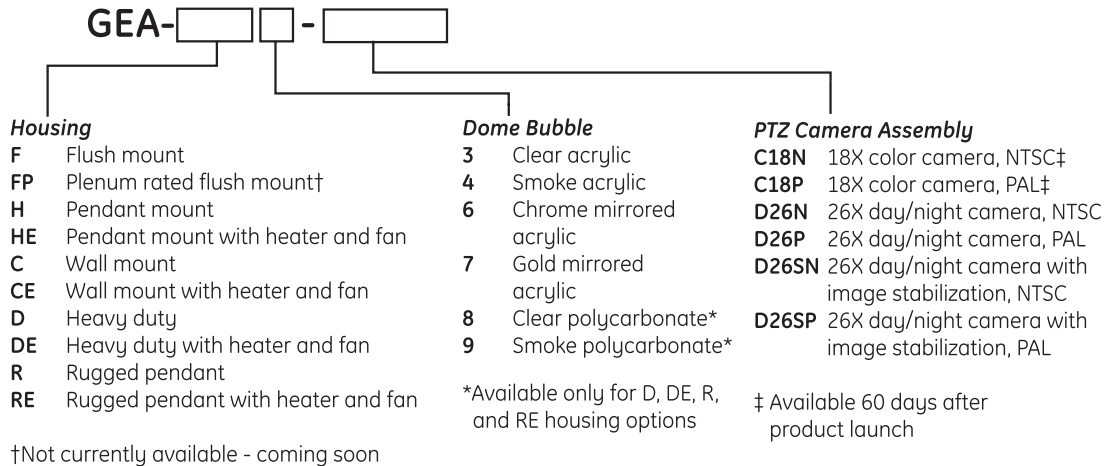 GEA- -
Housing
F Flush mount
FP Plenum rated flush mount†
H Pendant mount
HE Pendant mount with heater and fan
C Wall mount
CE Wall mount with heater and fan
D Heavy duty
DE Heavy duty with heater and fan
R Rugged pendant
RE Rugged pendant with heater and fan
†Not currently available - coming soon
Dome Bubble
3 Clear acrylic
4 Smoke acrylic
6 Chrome mirrored
acrylic
7 Gold mirrored
acrylic
8 Clear polycarbonate*
9 Smoke polycarbonate*
*Available only for D, DE, R,
and RE housing options
PTZ Camera Assembly
C18N 18X color camera, NTSC‡
C18P 18X color camera, PAL‡
D26N 26X day/night camera, NTSC
D26P 26X day/night camera, PAL
D26SN 26X day/night camera with
image stabilization, NTSC
D26SP 26X day/night camera with
image stabilization, PAL
‡ Available 60 days after
product launch